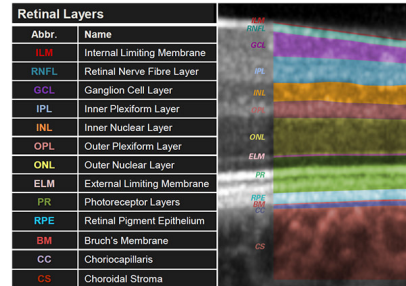 Retinal Layers
Abbr. Name
ILM Internal Limiting Membrane
RNFL Retinal Nerve Fibre Layer
GCL Ganglion Cell Layer
IPL Inner Plexiform Layer
INL Inner Nuclear Layer
OPL Outer Plexiform Layer
ONL Outer Nuclear Layer
ELM External Limiting Membrane
PR Photoreceptor Layers
RPE Retinal Pigment Epithelium
BM Bruch's Membrane
CC Choriocapillaris
CS Choroidal Stroma
ILM
RNFL
GCL
IPL
INL
OPL
ONL
ELM
PR
RPE
BM
CC
CS